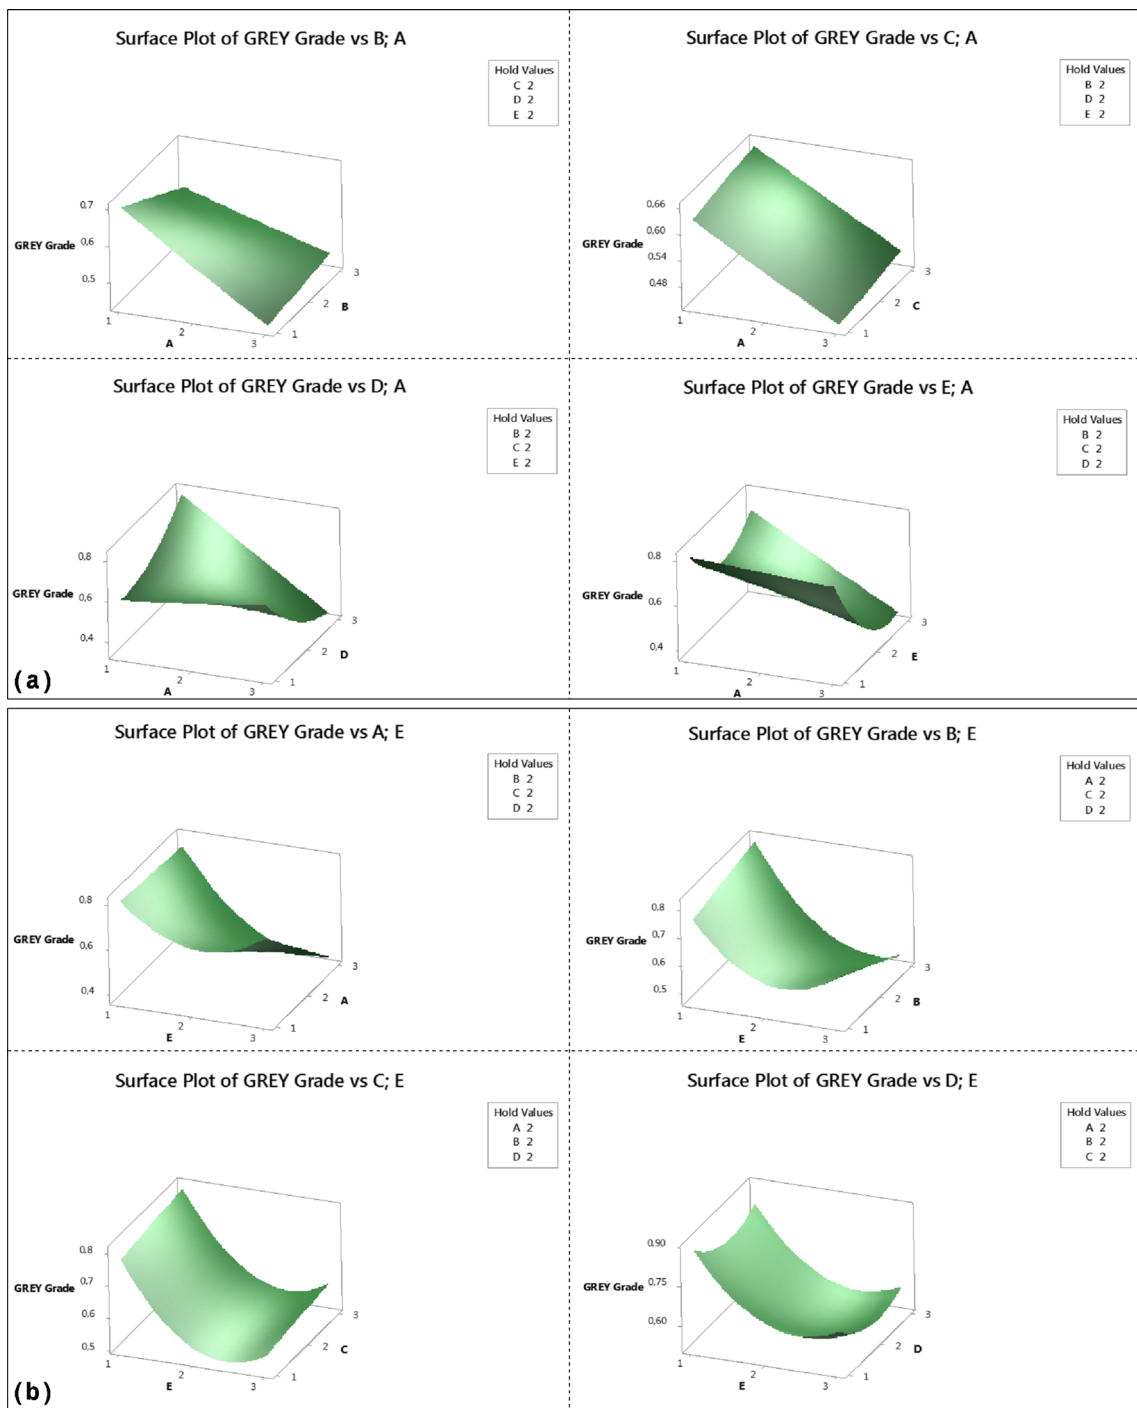 Surface Plot of GREY Grade vs B; A
Hold Values
C 2
D 2
E 2
0,7
0,6
0,5
GREY Grade
1
2
3
A
1
2
3
B
Surface Plot of GREY Grade vs C; A
Hold Values
B 2
D 2
E 2
0,66
0,60
0,54
0,48
GREY Grade
1
2
3
A
1
2
3
C
Surface Plot of GREY Grade vs D; A
Hold Values
B 2
C 2
E 2
0,8
0,6
0,4
GREY Grade
1
2
3
A
1
2
3
D
(a)
Surface Plot of GREY Grade vs E; A
Hold Values
B 2
C 2
D 2
0,8
0,6
0,4
GREY Grade
1
2
3
A
1
2
3
E
Surface Plot of GREY Grade vs A; E
Hold Values
B 2
C 2
D 2
0,8
0,6
0,4
GREY Grade
1
2
3
E
1
2
3
A
Surface Plot of GREY Grade vs B; E
Hold Values
A 2
C 2
D 2
0,8
0,7
0,6
0,5
GREY Grade
1
2
3
E
1
2
3
B
Surface Plot of GREY Grade vs C; E
Hold Values
A 2
B 2
D 2
0,8
0,7
0,6
0,5
GREY Grade
1
2
3
E
1
2
3
C
(b)
Surface Plot of GREY Grade vs D; E
Hold Values
A 2
B 2
C 2
0,90
0,75
0,60
GREY Grade
1
2
3
E
1
2
3
D